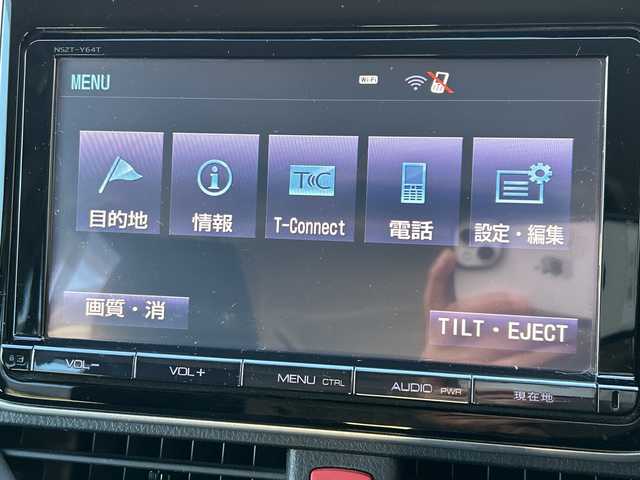 NSZT-Y64T
MENU
Wi-Fi
目的地
情報
TC
T-Connect
電話
設定・編集
画質・消
TILT・EJECT
VOL−
VOL+
MENU CTRL
AUDIO PWR
現在地